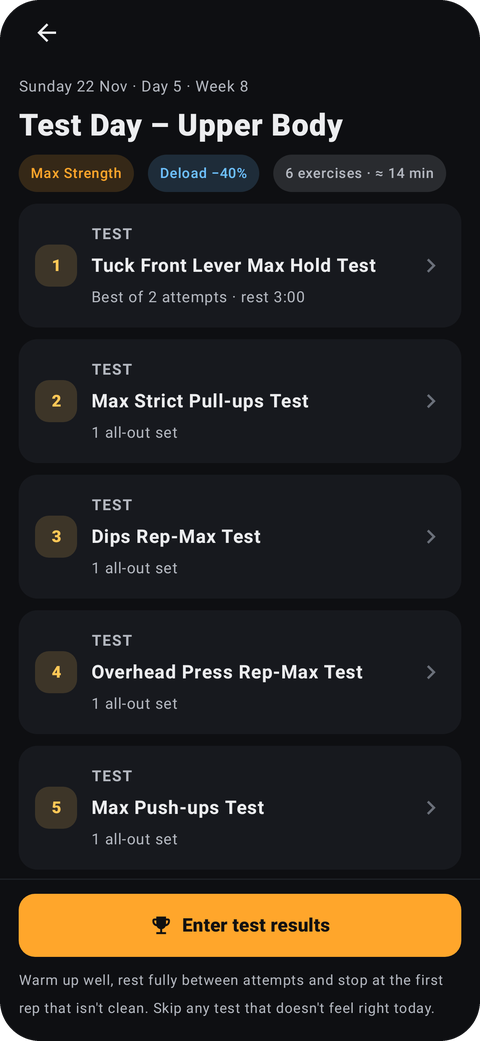 Sunday 22 Nov · Day 5 · Week 8
Test Day – Upper Body
Max Strength
Deload −40%
6 exercises · ≈ 14 min
TEST
1
Tuck Front Lever Max Hold Test
Best of 2 attempts · rest 3:00
TEST
2
Max Strict Pull-ups Test
1 all-out set
TEST
3
Dips Rep-Max Test
1 all-out set
TEST
4
Overhead Press Rep-Max Test
1 all-out set
TEST
5
Max Push-ups Test
1 all-out set
Enter test results
Warm up well, rest fully between attempts and stop at the first
rep that isn't clean. Skip any test that doesn't feel right today.